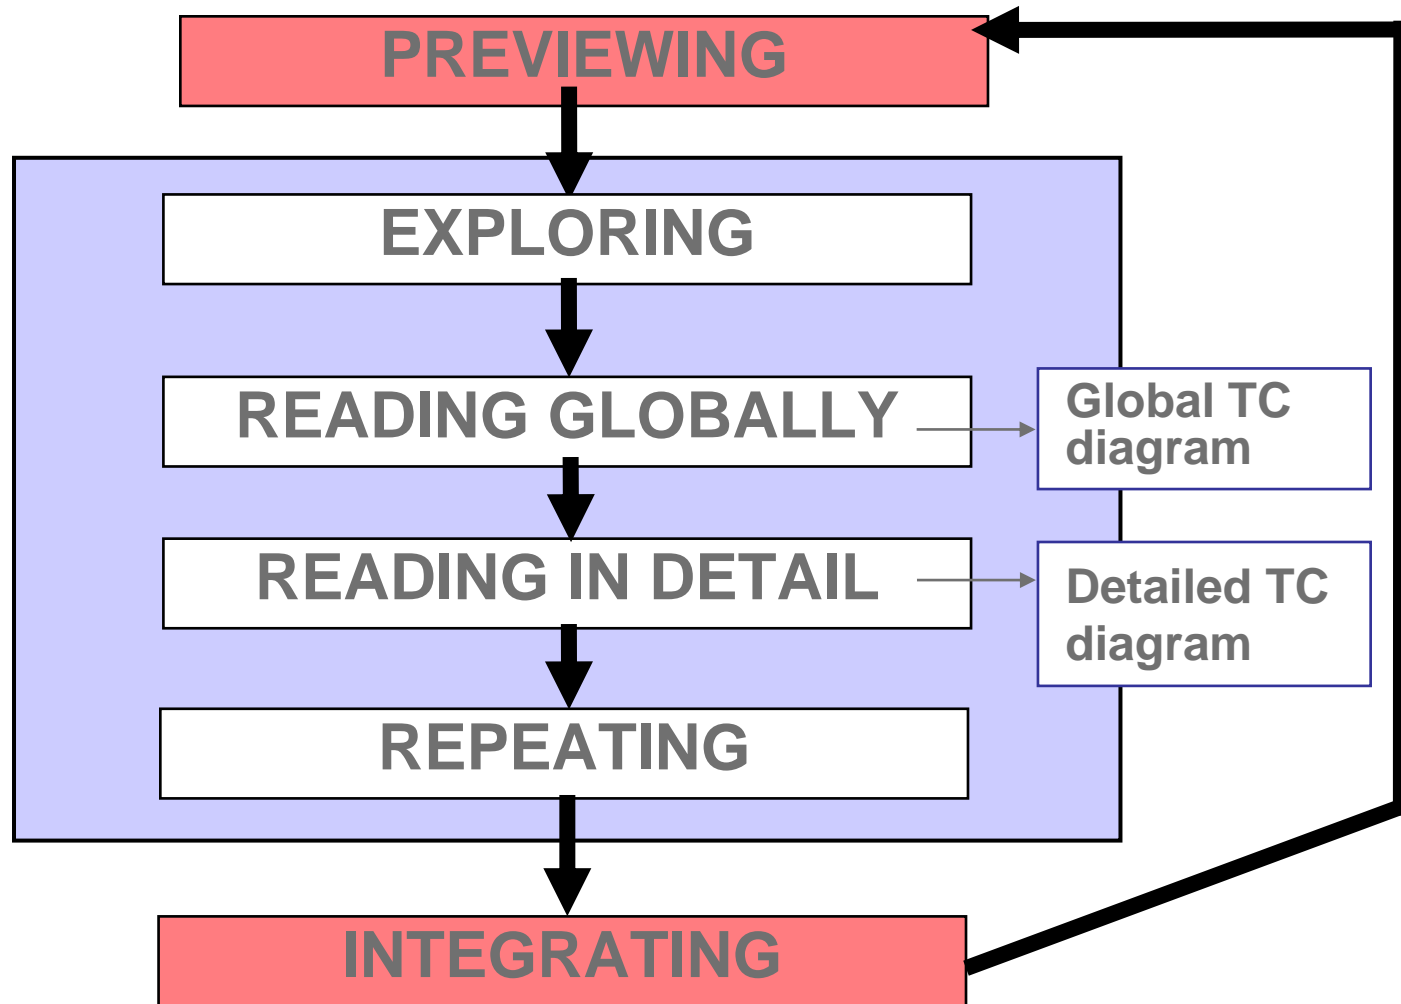 PREVIEWING
EXPLORING
READING GLOBALLY
Global TC
diagram
READING IN DETAIL
Detailed TC
diagram
REPEATING
INTEGRATING